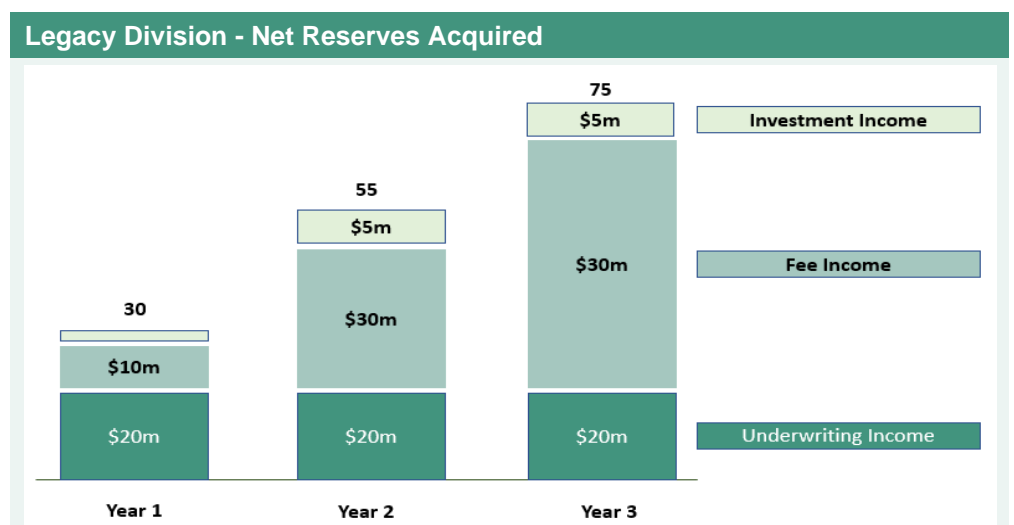 Legacy Division - Net Reserves Acquired
75
$5m
Investment Income
55
$5m
$30m
Fee Income
30
$30m
$10m
$20m
$20m
$20m
Underwriting Income
Year 1
Year 2
Year 3